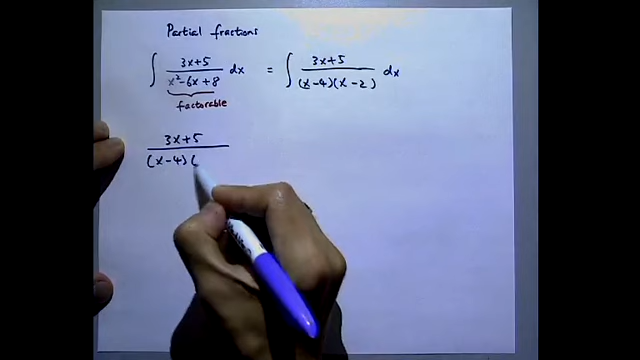 Partial fractions
∫ (3x+5)/(x²-6x+8) dx = ∫ (3x+5)/((x-4)(x-2)) dx
factorable
(3x+5)/((x-4)(